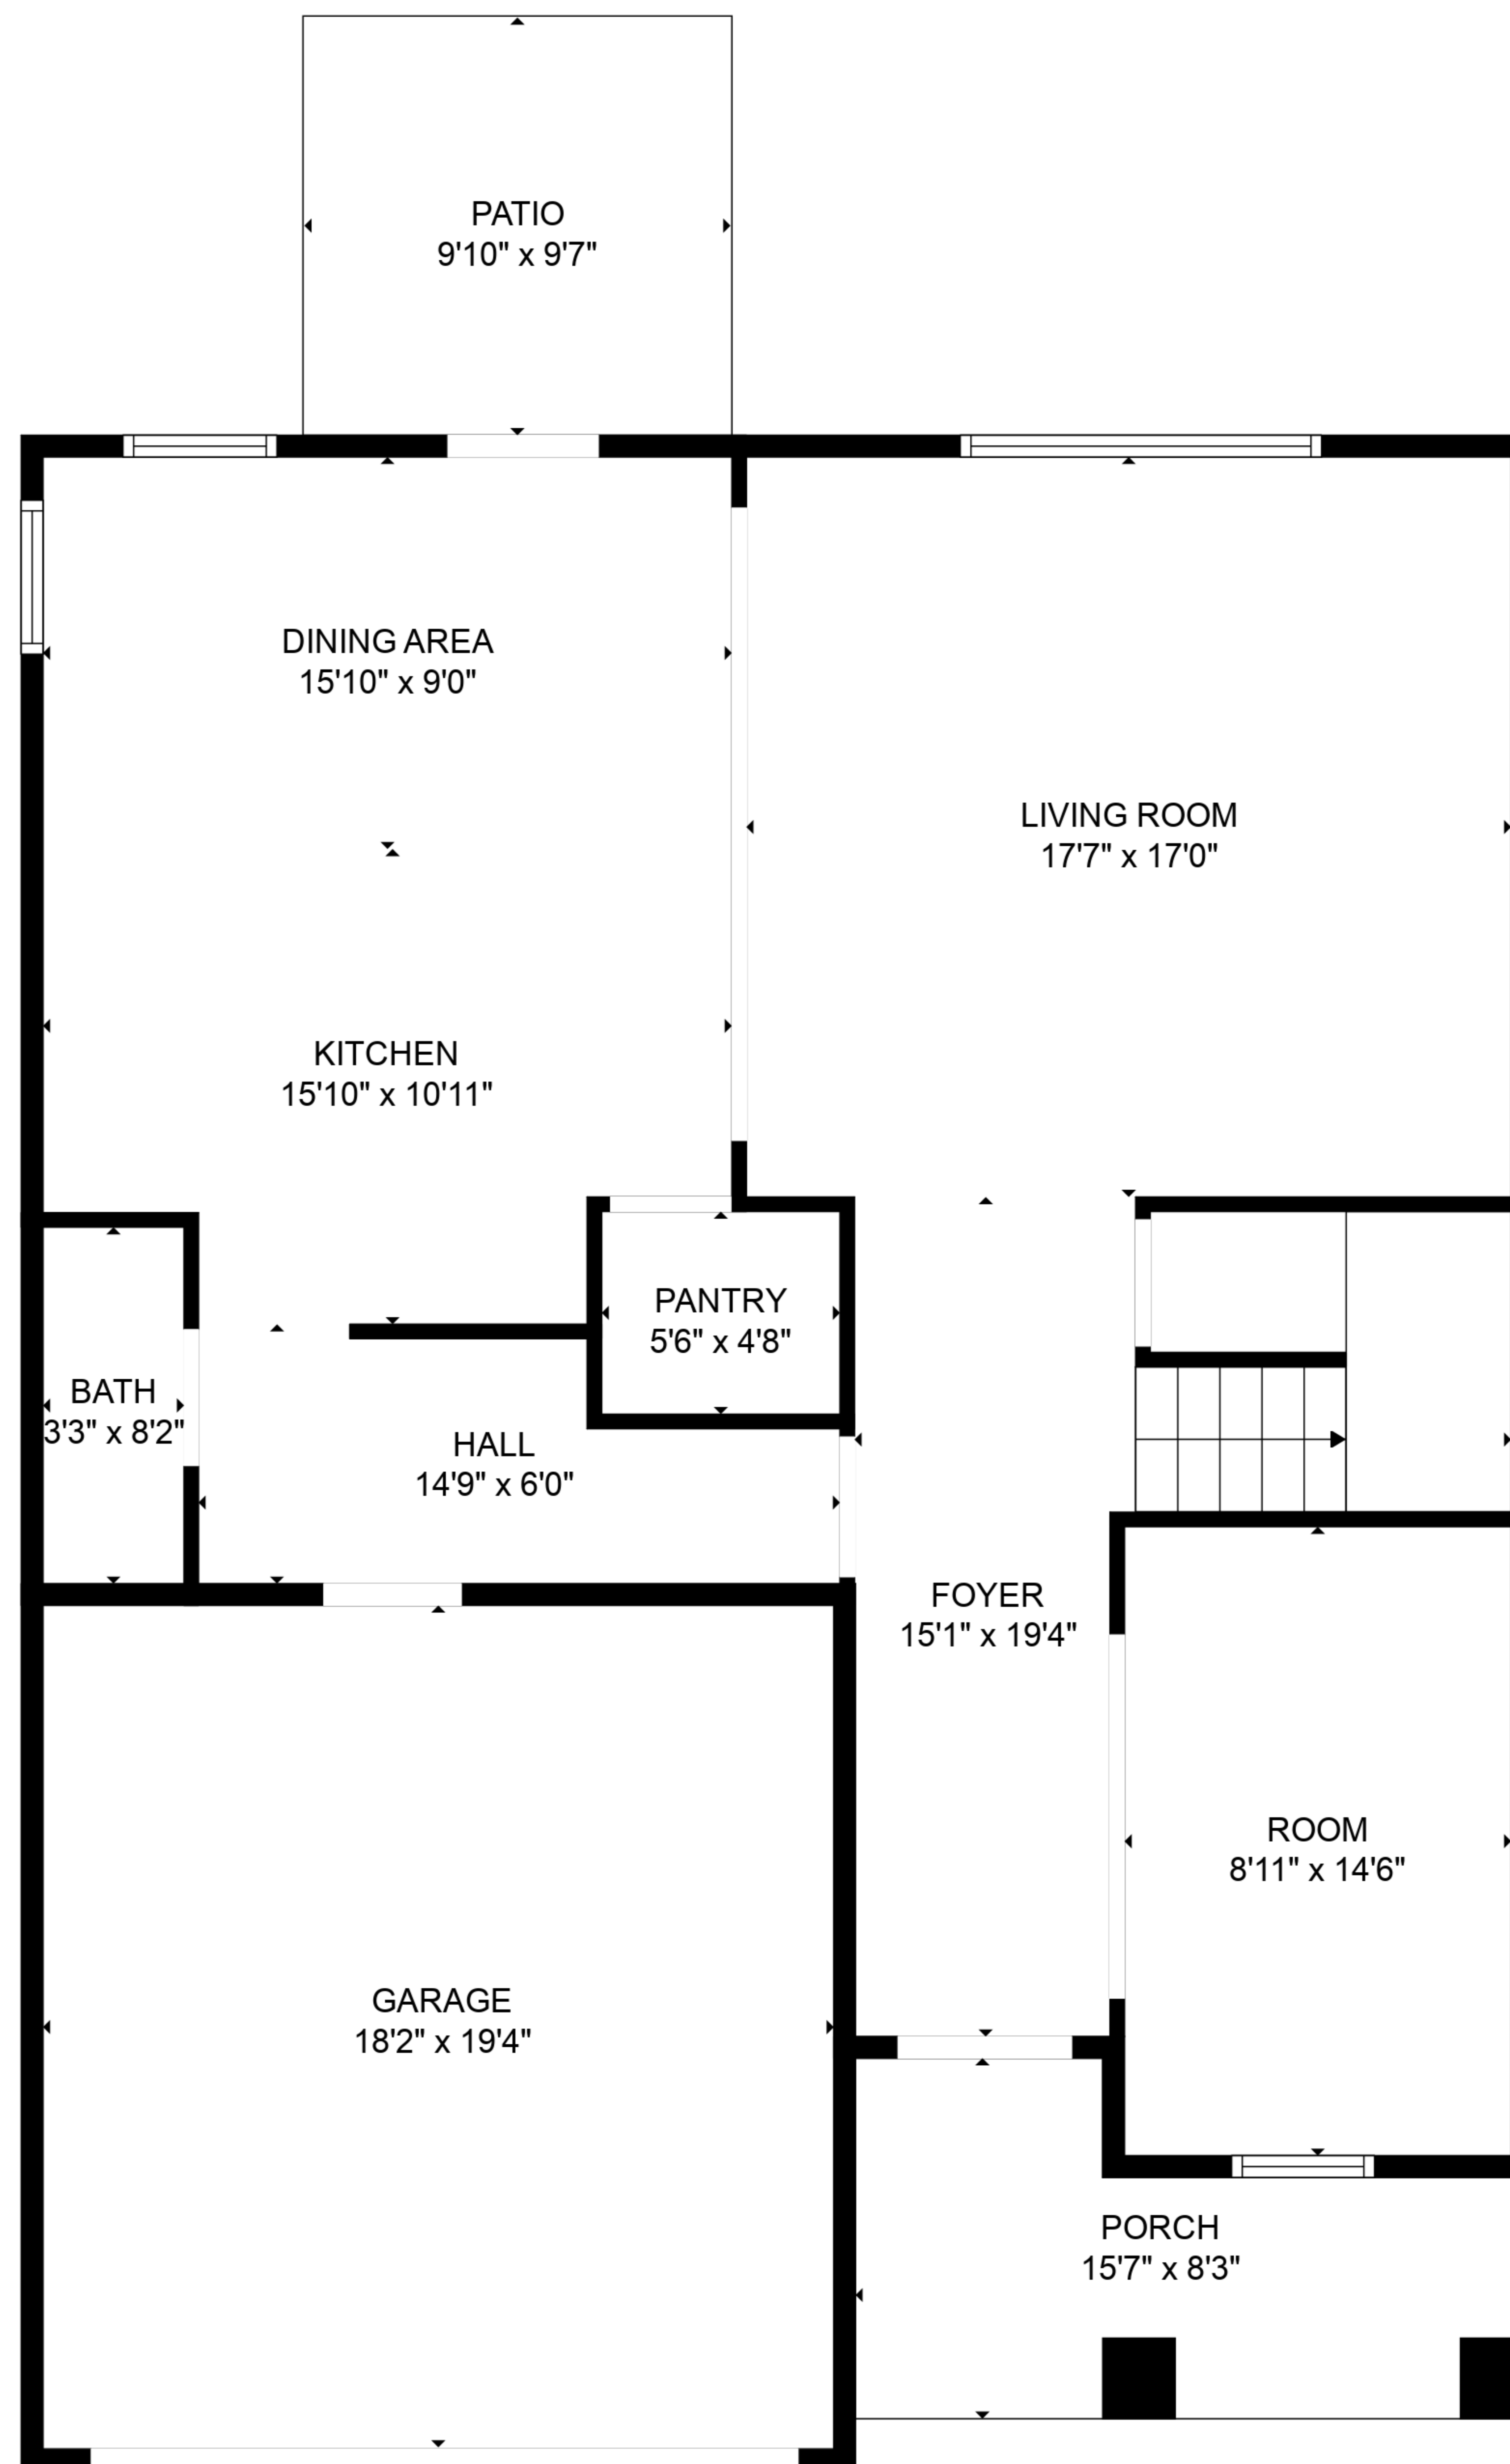 PATIO
9'10" x 9'7"
DINING AREA
15'10" x 9'0"
LIVING ROOM
17'7" x 17'0"
KITCHEN
15'10" x 10'11"
PANTRY
5'6" x 4'8"
BATH
3'3" x 8'2"
HALL
14'9" x 6'0"
FOYER
15'1" x 19'4"
ROOM
8'11" x 14'6"
GARAGE
18'2" x 19'4"
PORCH
15'7" x 8'3"